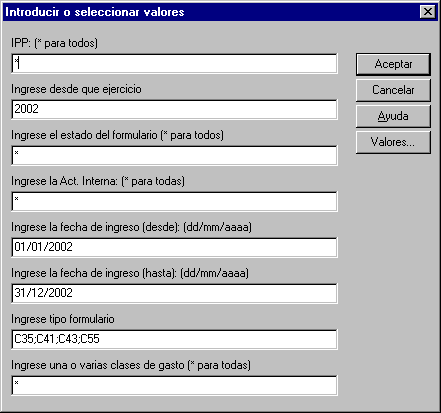 Introducir o seleccionar valores
IPP: (* para todos)
*
Aceptar
Ingrese desde que ejercicio
Cancelar
2002
Ayuda
Ingrese el estado del formulario (* para todos)
Valores...
*
Ingrese la Act. Interna: (* para todas)
*
Ingrese la fecha de ingreso (desde): (dd/mm/aaaa)
01/01/2002
Ingrese la fecha de ingreso (hasta): (dd/mm/aaaa)
31/12/2002
Ingrese tipo formulario
C35;C41;C43;C55
Ingrese una o varias clases de gasto (* para todas)
*